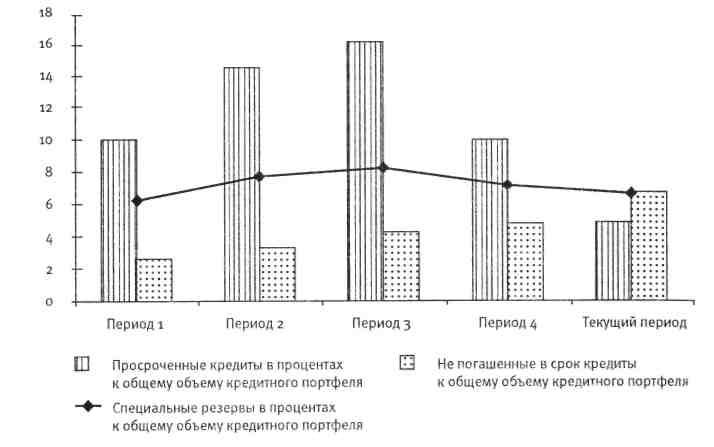 18
16
14
12
10
8
6
4
2
0
Период 1
Период 2
Период 3
Период 4
Текущий период
Просроченные кредиты в процентах
к общему объему кредитного портфеля
Не погашенные в срок кредиты
к общему объему кредитного портфеля
Специальные резервы в процентах
к общему объему кредитного портфеля